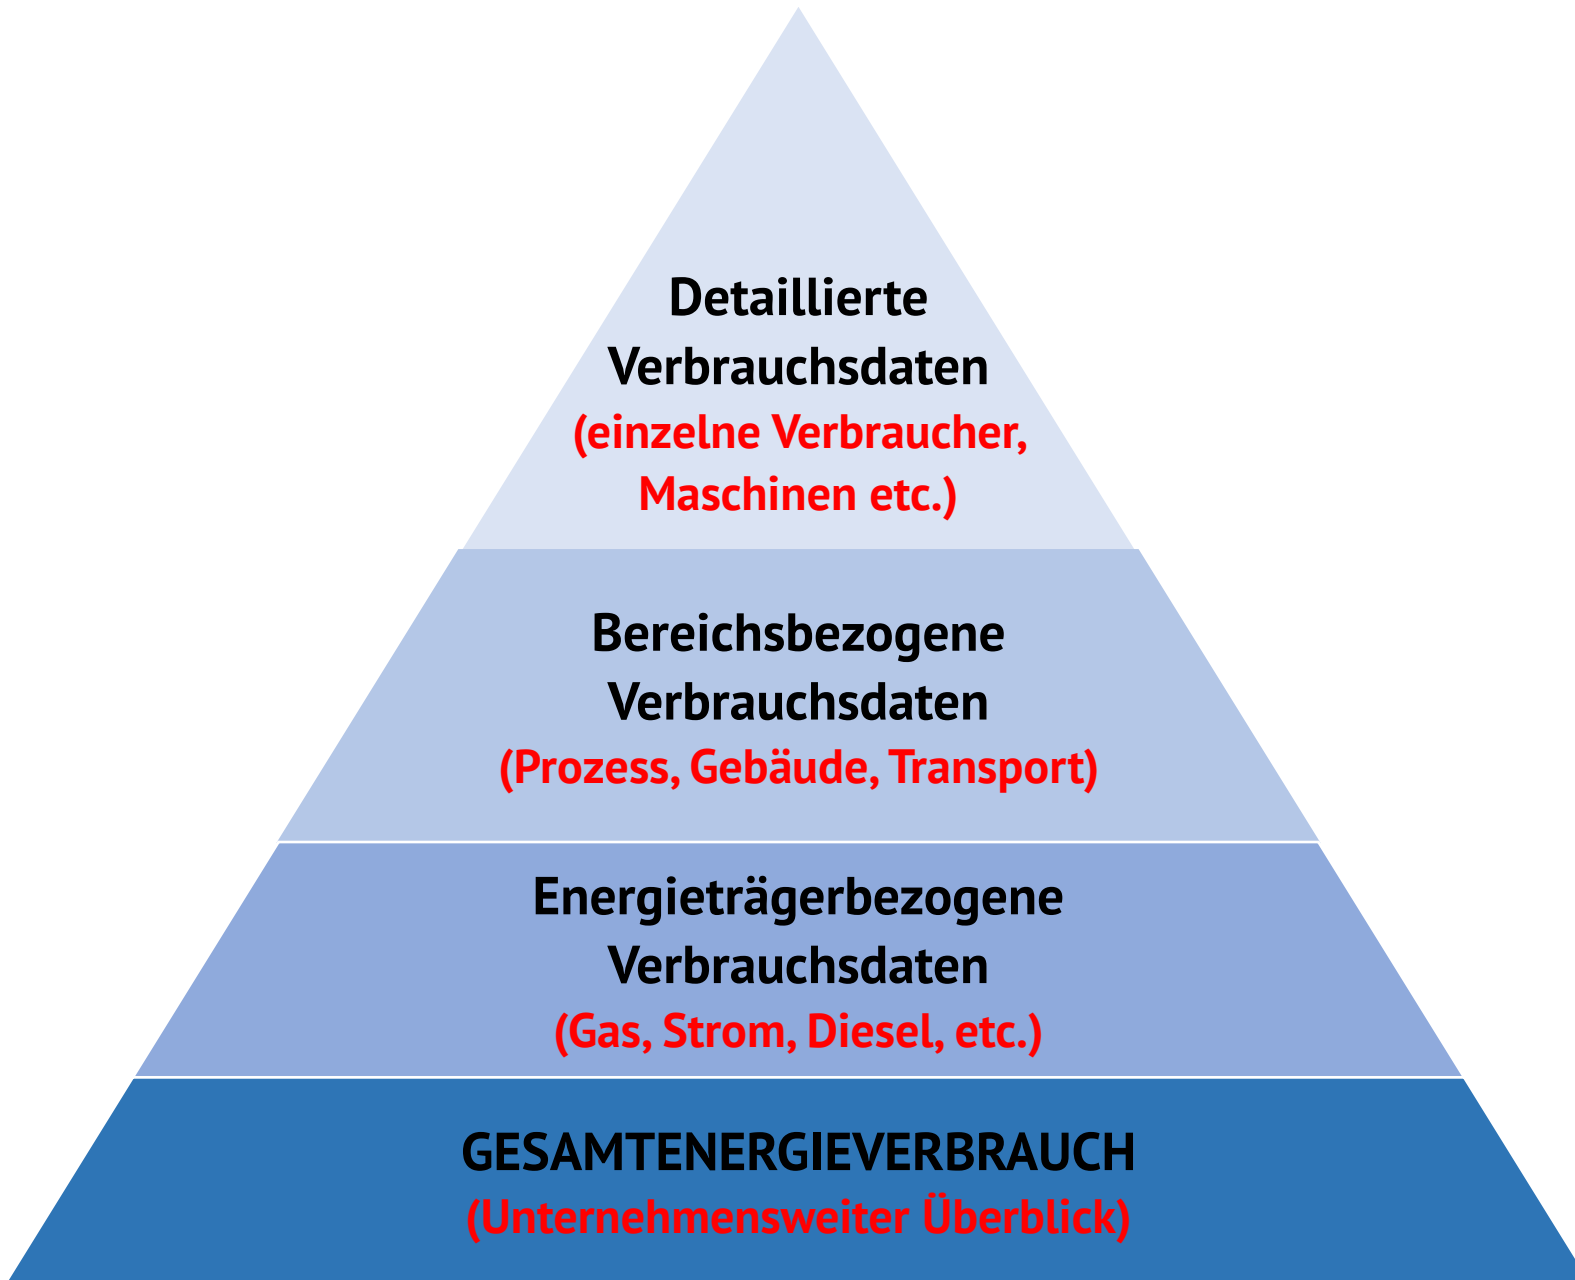 Detaillierte
Verbrauchsdaten
(einzelne Verbraucher,
Maschinen etc.)
Bereichsbezogene
Verbrauchsdaten
(Prozess, Gebäude, Transport)
Energieträgerbezogene
Verbrauchsdaten
(Gas, Strom, Diesel, etc.)
GESAMTENERGIEVERBRAUCH
(Unternehmensweiter Überblick)